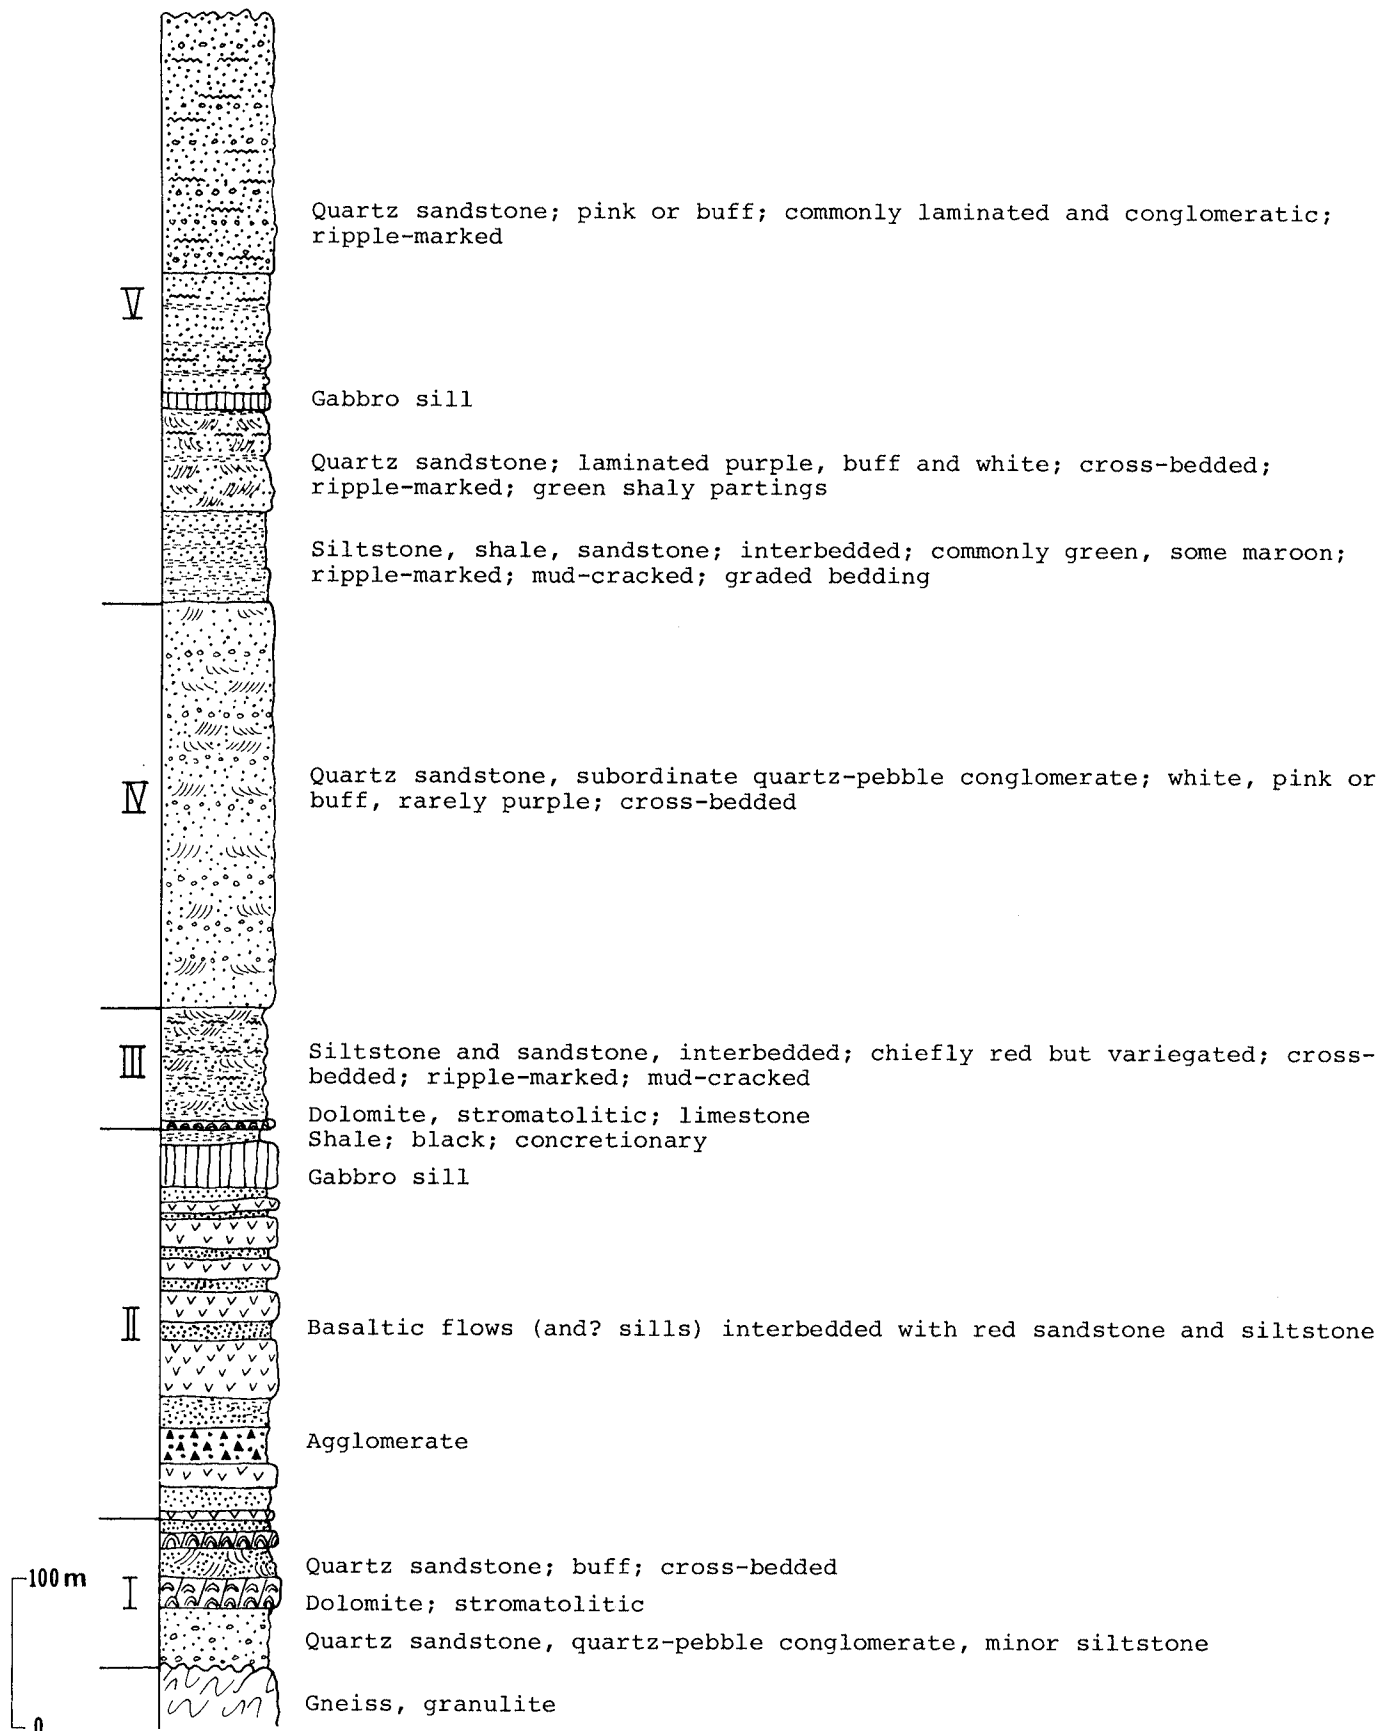 Quartz sandstone; pink or buff; commonly laminated and conglomeratic;
ripple-marked
V
Gabbro sill
Quartz sandstone; laminated purple, buff and white; cross-bedded;
ripple-marked; green shaly partings
Siltstone, shale, sandstone; interbedded; commonly green, some maroon;
ripple-marked; mud-cracked; graded bedding
IV
Quartz sandstone, subordinate quartz-pebble conglomerate; white, pink or
buff, rarely purple; cross-bedded
III
Siltstone and sandstone, interbedded; chiefly red but variegated; cross-
bedded; ripple-marked; mud-cracked
Dolomite, stromatolitic; limestone
Shale; black; concretionary
Gabbro sill
II
Basaltic flows (and? sills) interbedded with red sandstone and siltstone
Agglomerate
Quartz sandstone; buff; cross-bedded
100 m
I
Dolomite; stromatolitic
Quartz sandstone, quartz-pebble conglomerate, minor siltstone
Gneiss, granulite
0